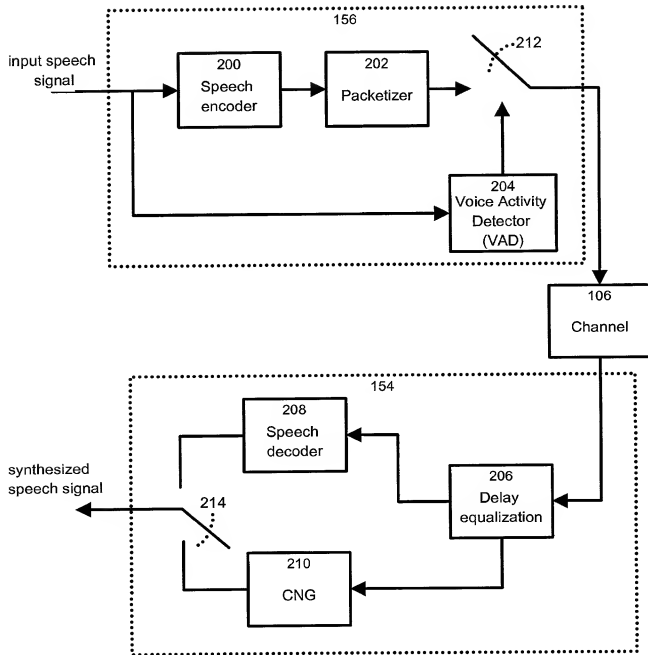 156
212
input speech
signal
200
Speech
encoder
202
Packetizer
204
Voice Activity
Detector
(VAD)
106
Channel
154
208
Speech
decoder
synthesized
speech signal
214
206
Delay
equalization
210
CNG